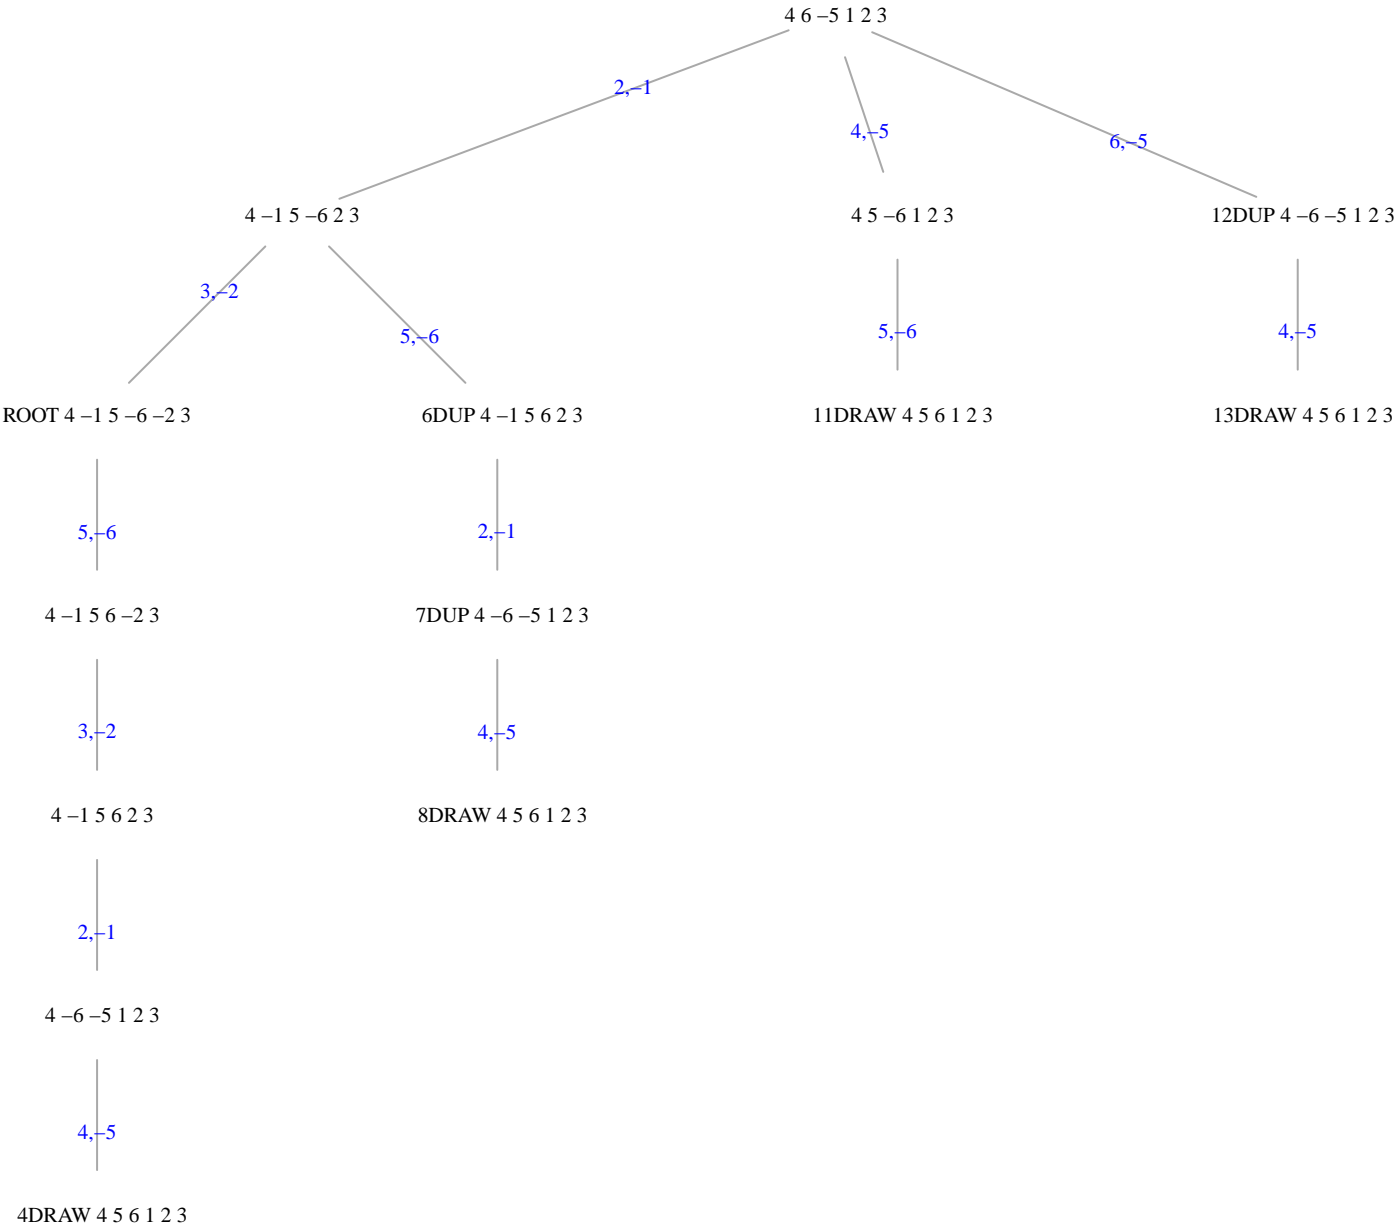 4 6 –5 1 2 3
2,–1
4,–5
6,–5
4 –1 5 –6 2 3
4 5 –6 1 2 3
12DUP 4 –6 –5 1 2 3
3,–2
5,–6
5,–6
4,–5
ROOT 4 –1 5 –6 –2 3
6DUP 4 –1 5 6 2 3
11DRAW 4 5 6 1 2 3
13DRAW 4 5 6 1 2 3
5,–6
2,–1
4 –1 5 6 –2 3
7DUP 4 –6 –5 1 2 3
3,–2
4,–5
4 –1 5 6 2 3
8DRAW 4 5 6 1 2 3
2,–1
4 –6 –5 1 2 3
4,–5
4DRAW 4 5 6 1 2 3